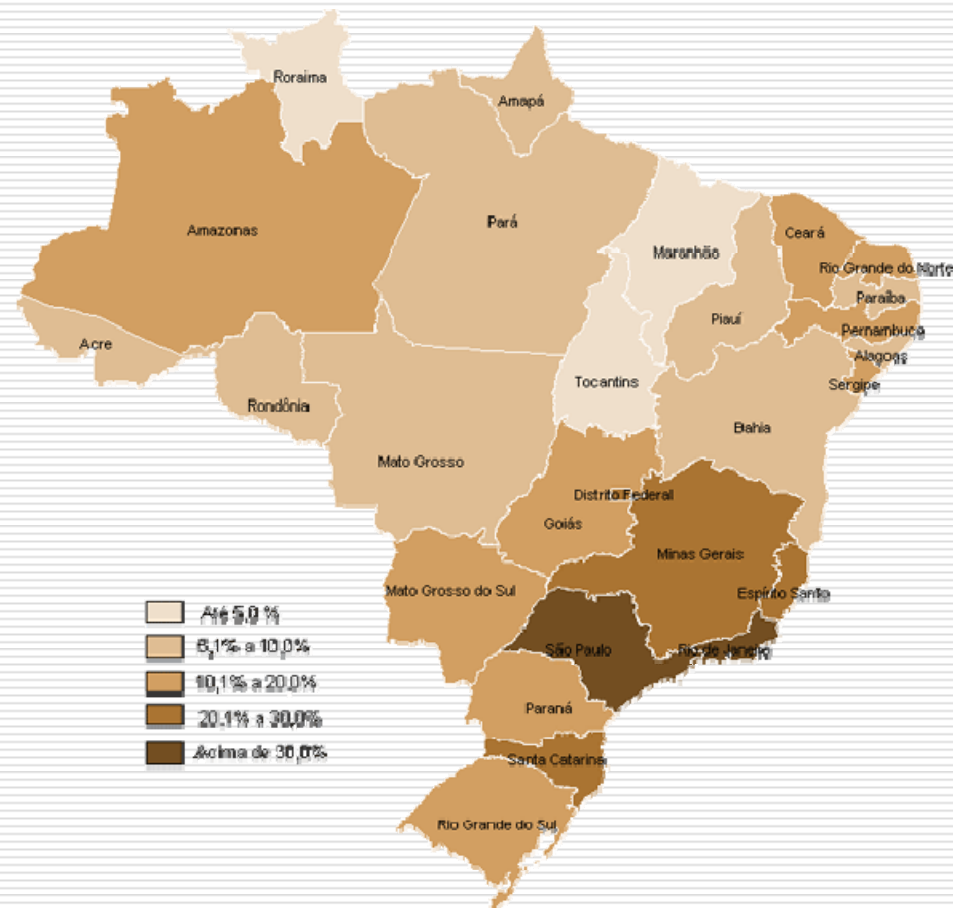 Roraima
Amapá
Amazonas
Pará
Maranhão
Ceará
Rio Grande do Norte
Paraíba
Piauí
Pernambuco
Acre
Alagoas
Tocantins
Sergipe
Rondônia
Bahia
Mato Grosso
Distrito Federal
Goiás
Minas Gerais
Mato Grosso do Sul
Espírito Santo
São Paulo
Rio de Janeiro
Paraná
Santa Catarina
Rio Grande do Sul
Até 5,0 %
a 10,0%
10,1% a 20,0%
20,1% a 30,0%
Acima de 30,0%